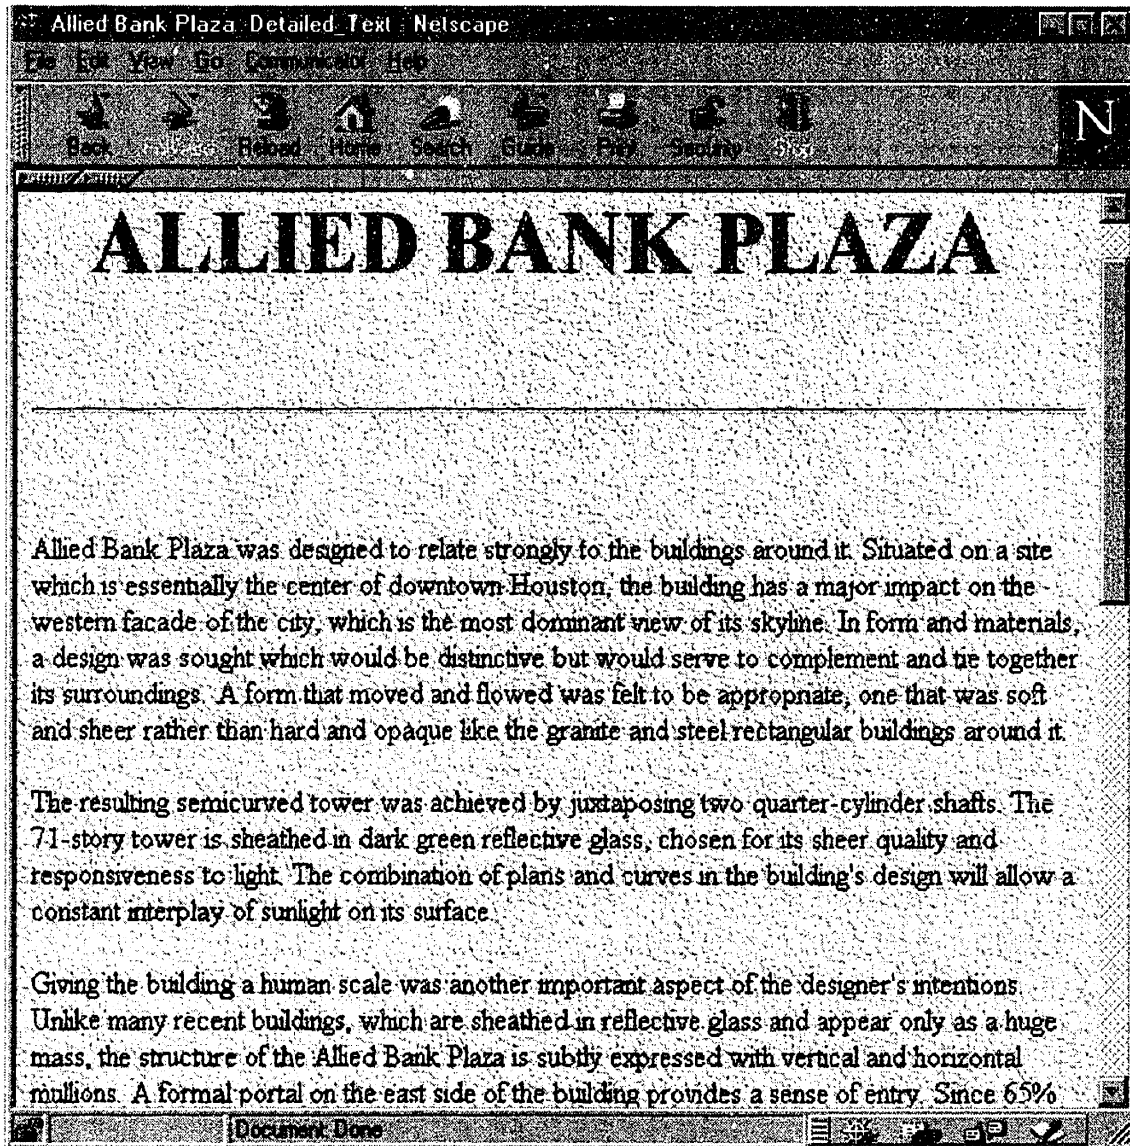 Allied Bank Plaza: Detailed_Text - Netscape
File Edit View Go Communicator Help
Back Reload Home Search Guide Print Security Stop
N
ALLIED BANK PLAZA
Allied Bank Plaza was designed to relate strongly to the buildings around it. Situated on a site
which is essentially the center of downtown Houston, the building has a major impact on the
western facade of the city, which is the most dominant view of its skyline. In form and materials,
a design was sought which would be distinctive but would serve to complement and tie together
its surroundings. A form that moved and flowed was felt to be appropriate, one that was soft
and sheer rather than hard and opaque like the granite and steel rectangular buildings around it.
The resulting semicurved tower was achieved by juxtaposing two quarter-cylinder shafts. The
71-story tower is sheathed in dark green reflective glass, chosen for its sheer quality and
responsiveness to light. The combination of plans and curves in the building's design will allow a
constant interplay of sunlight on its surface.
Giving the building a human scale was another important aspect of the designer's intentions.
Unlike many recent buildings, which are sheathed in reflective glass and appear only as a huge
mass, the structure of the Allied Bank Plaza is subtly expressed with vertical and horizontal
mullions. A formal portal on the east side of the building provides a sense of entry. Since 65%
Document: Done